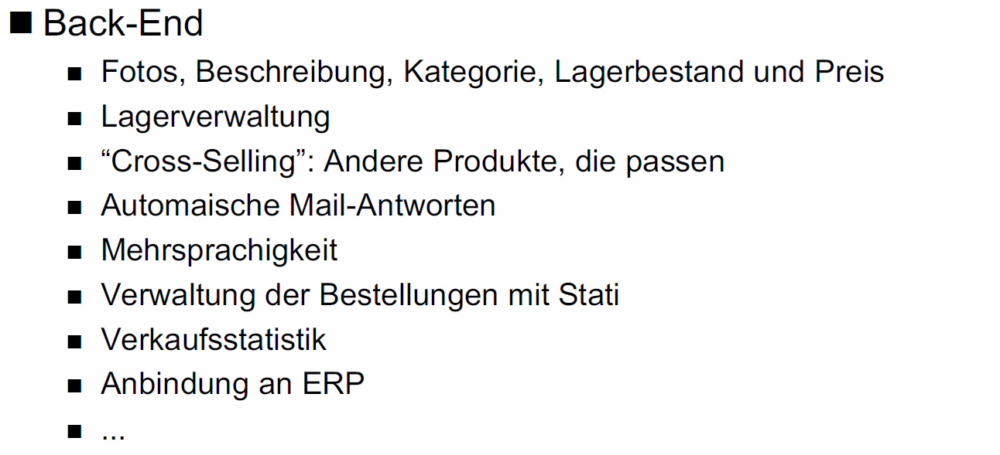 ■ Back-End
■ Fotos, Beschreibung, Kategorie, Lagerbestand und Preis
■ Lagerverwaltung
■ “Cross-Selling”: Andere Produkte, die passen
■ Automaische Mail-Antworten
■ Mehrsprachigkeit
■ Verwaltung der Bestellungen mit Stati
■ Verkaufsstatistik
■ Anbindung an ERP
■ ...